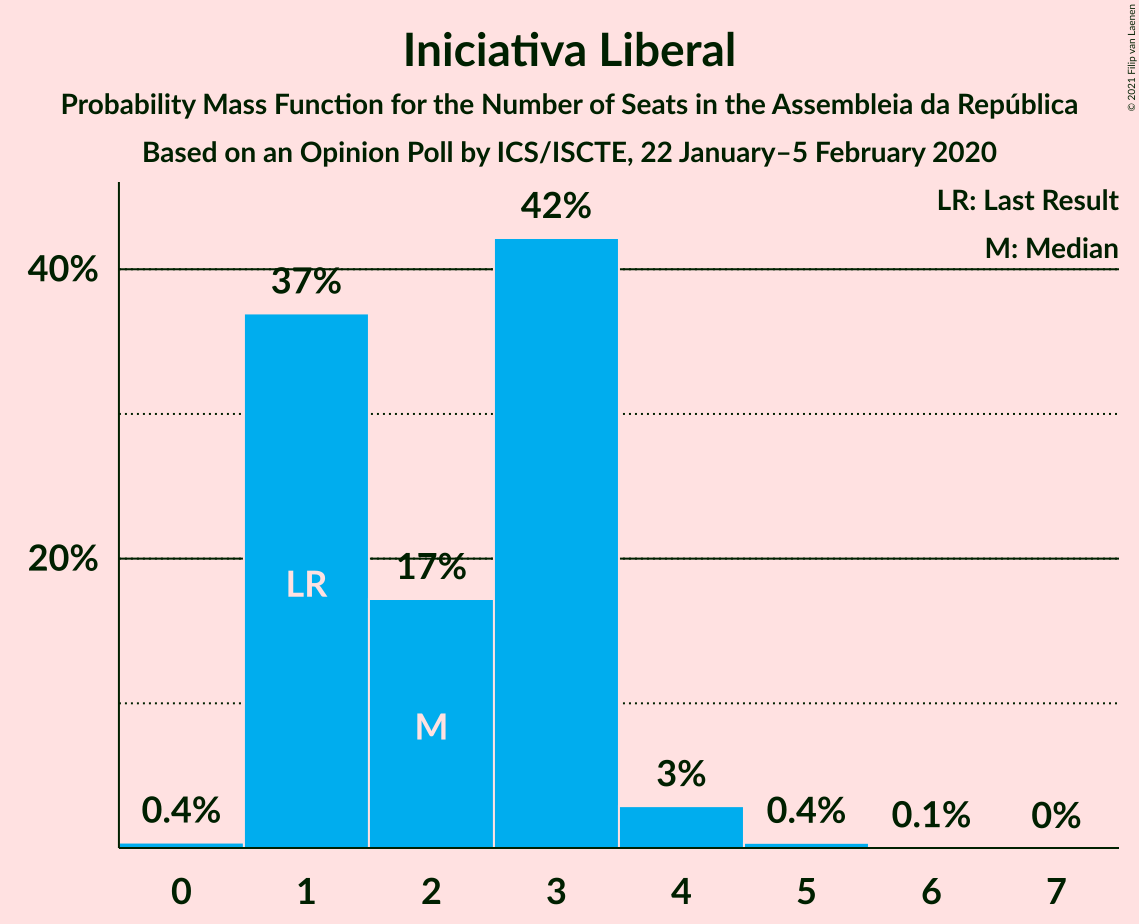 Iniciativa Liberal
Probability Mass Function for the Number of Seats in the Assembleia da República
Based on an Opinion Poll by ICS/ISCTE, 22 January–5 February 2020
© 2021 Filip van Laenen
LR: Last Result
M: Median
40%
20%
0.4%
37%
17%
42%
3%
0.4%
0.1%
0%
LR
M
0 1 2 3 4 5 6 7